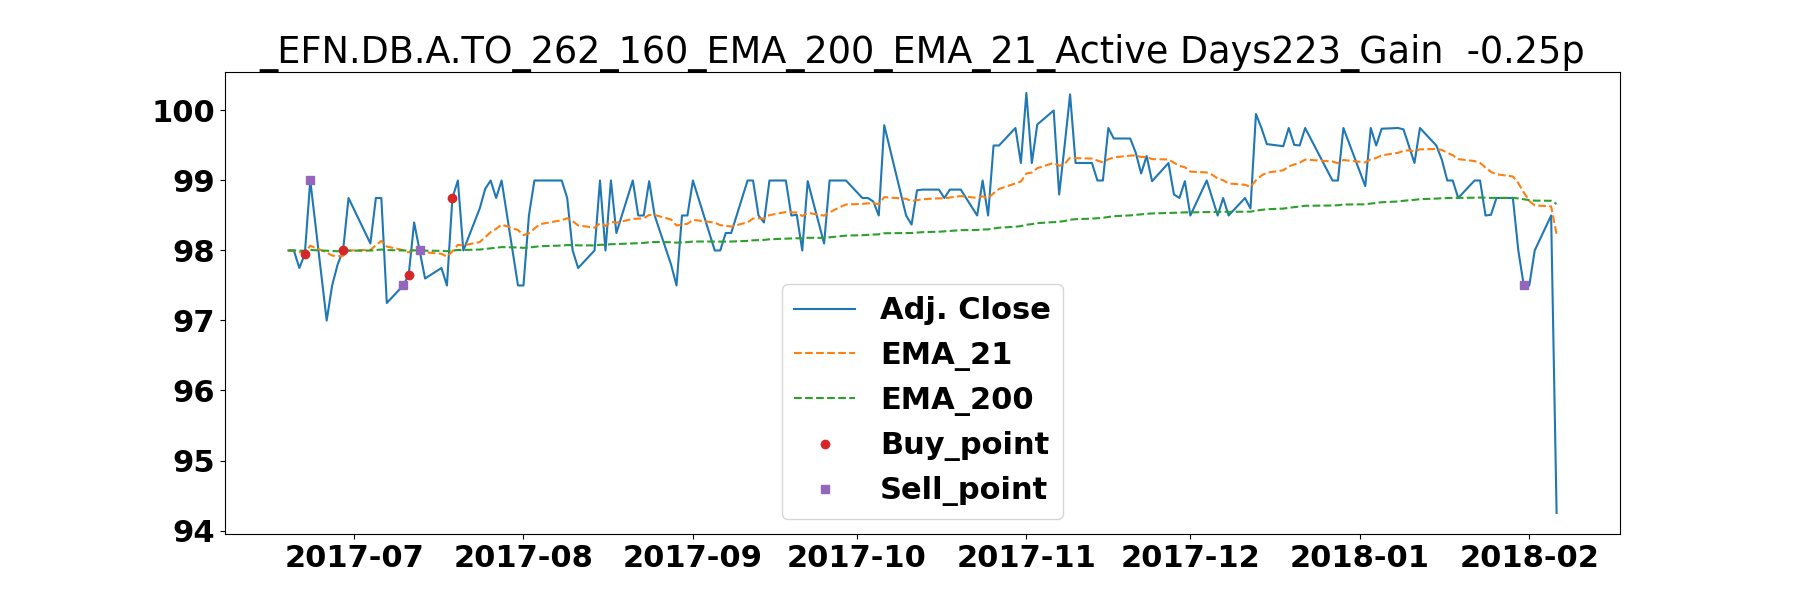 _EFN.DB.A.TO_262_160_EMA_200_EMA_21_Active Days223_Gain  -0.25p
100
99
98
97
96
95
94
Adj. Close
EMA_21
EMA_200
Buy_point
Sell_point
2017-07 2017-08 2017-09 2017-10 2017-11 2017-12 2018-01 2018-02